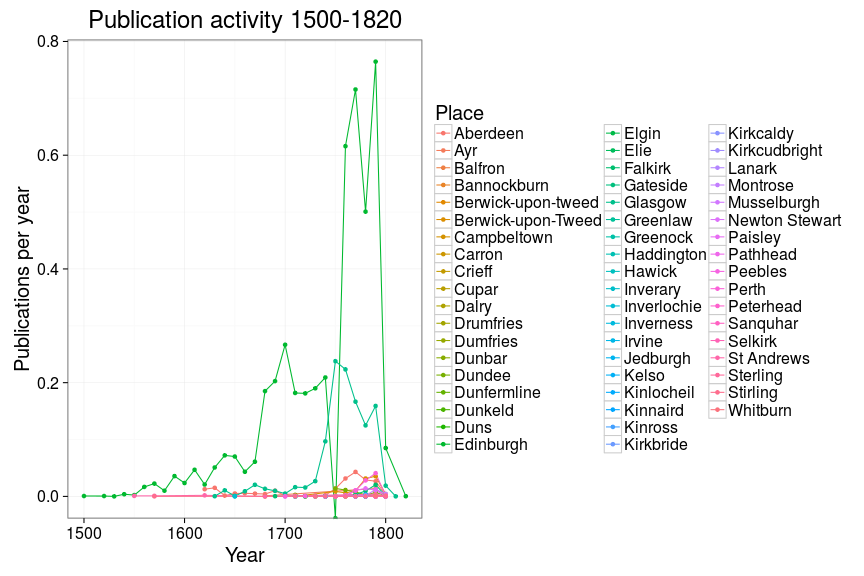 Publication activity 1500-1820
0.8
0.6
0.4
0.2
0.0
Publications per year
1500
1600
1700
1800
Year
Place
Aberdeen
Ayr
Balfron
Bannockburn
Berwick-upon-tweed
Berwick-upon-Tweed
Campbeltown
Carron
Crieff
Cupar
Dalry
Drumfries
Dumfries
Dunbar
Dundee
Dunfermline
Dunkeld
Duns
Edinburgh
Elgin
Elie
Falkirk
Gateside
Glasgow
Greenlaw
Greenock
Haddington
Hawick
Inverary
Inverlochie
Inverness
Irvine
Jedburgh
Kelso
Kinlocheil
Kinnaird
Kinross
Kirkbride
Kirkcaldy
Kirkcudbright
Lanark
Montrose
Musselburgh
Newton Stewart
Paisley
Pathhead
Peebles
Perth
Peterhead
Sanquhar
Selkirk
St Andrews
Sterling
Stirling
Whitburn